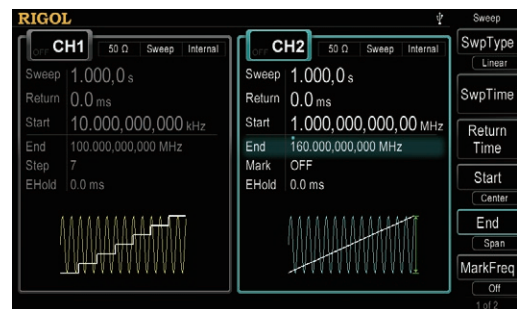 RIGOL
Sweep
OFF CH1 50 Ω Sweep Internal
Sweep 1.000,0 s
Return 0.0 ms
Start 10.000,000,000 kHz
End 100.000,000,000 MHz
Step 7
EHold 0.0 ms
OFF CH2 50 Ω Sweep Internal
Sweep 1.000,0 s
Return 0.0 ms
Start 1.000,000,000,00 MHz
End 160.000,000,000 MHz
Mark OFF
EHold 0.0 ms
SwpType
Linear
SwpTime
Return
Time
Start
Center
End
Span
MarkFreq
Off
1 of 2